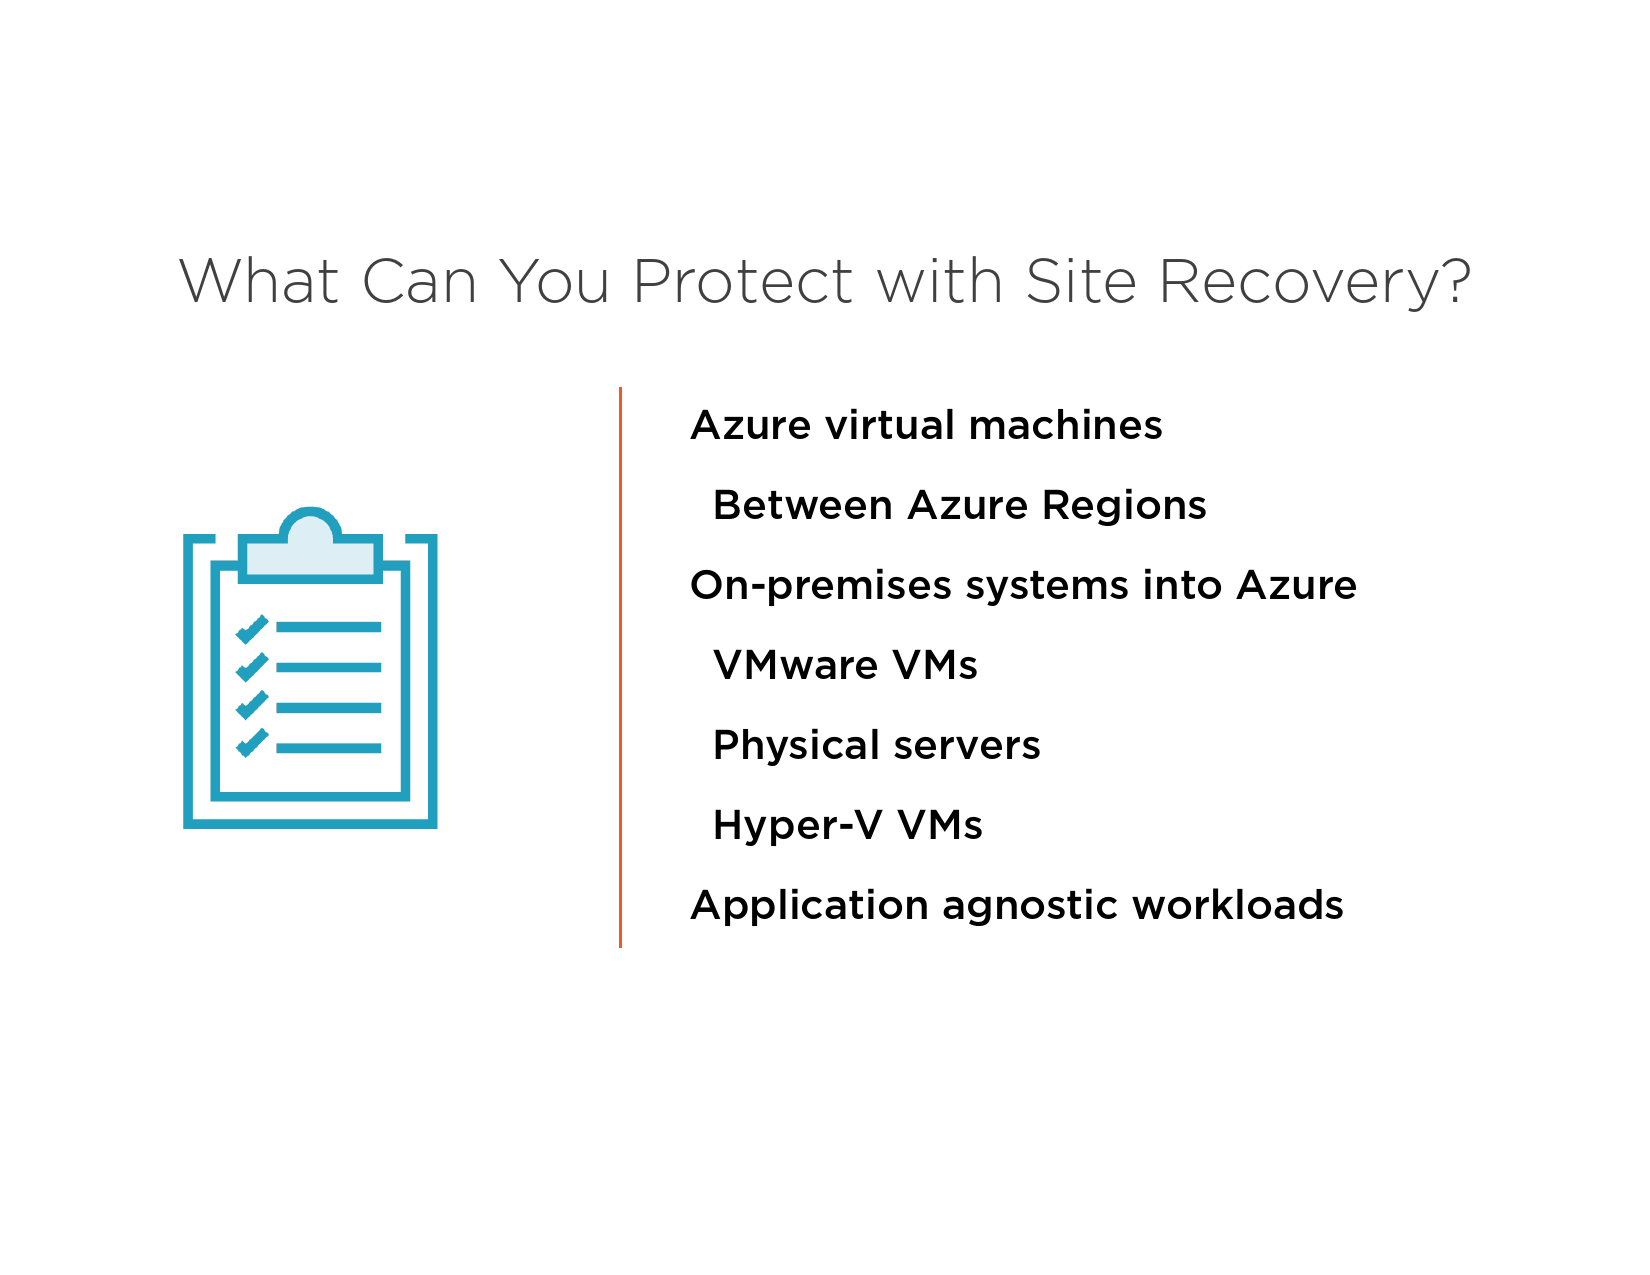 What Can You Protect with Site Recovery?
Azure virtual machines
Between Azure Regions
On-premises systems into Azure
VMware VMs
Physical servers
Hyper-V VMs
Application agnostic workloads